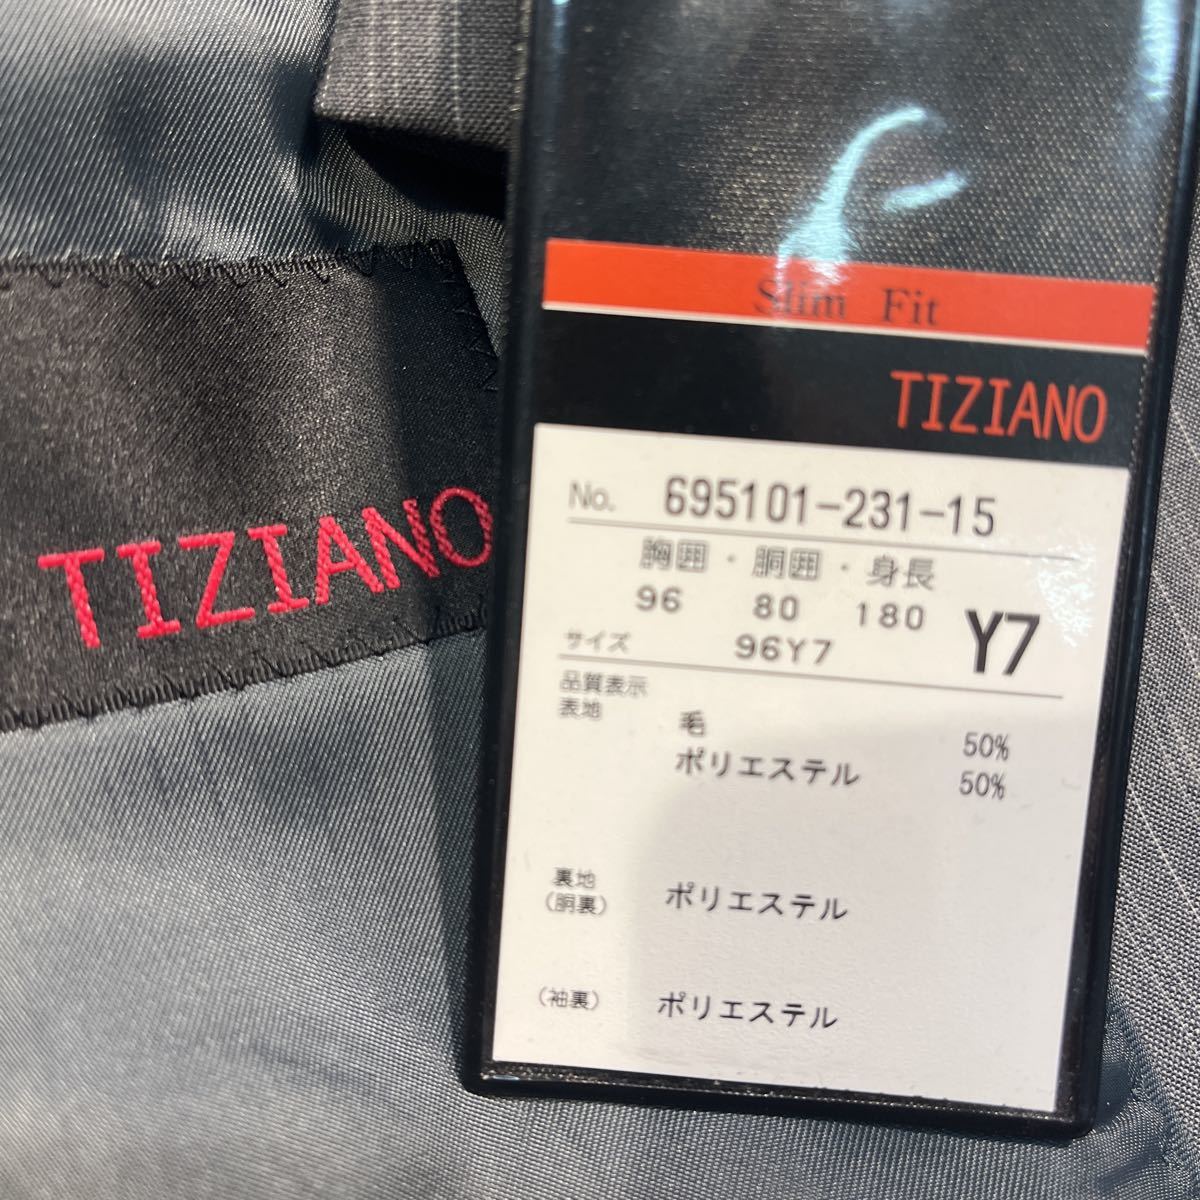 Slim Fit
TIZIANO
TIZIANO
No. 695101-231-15
胸囲・胴囲・身長
96 80 180 Y7
サイズ 96Y7
品質表示
表地 毛 50%
ポリエステル 50%
裏地
(胴裏) ポリエステル
(袖裏) ポリエステル